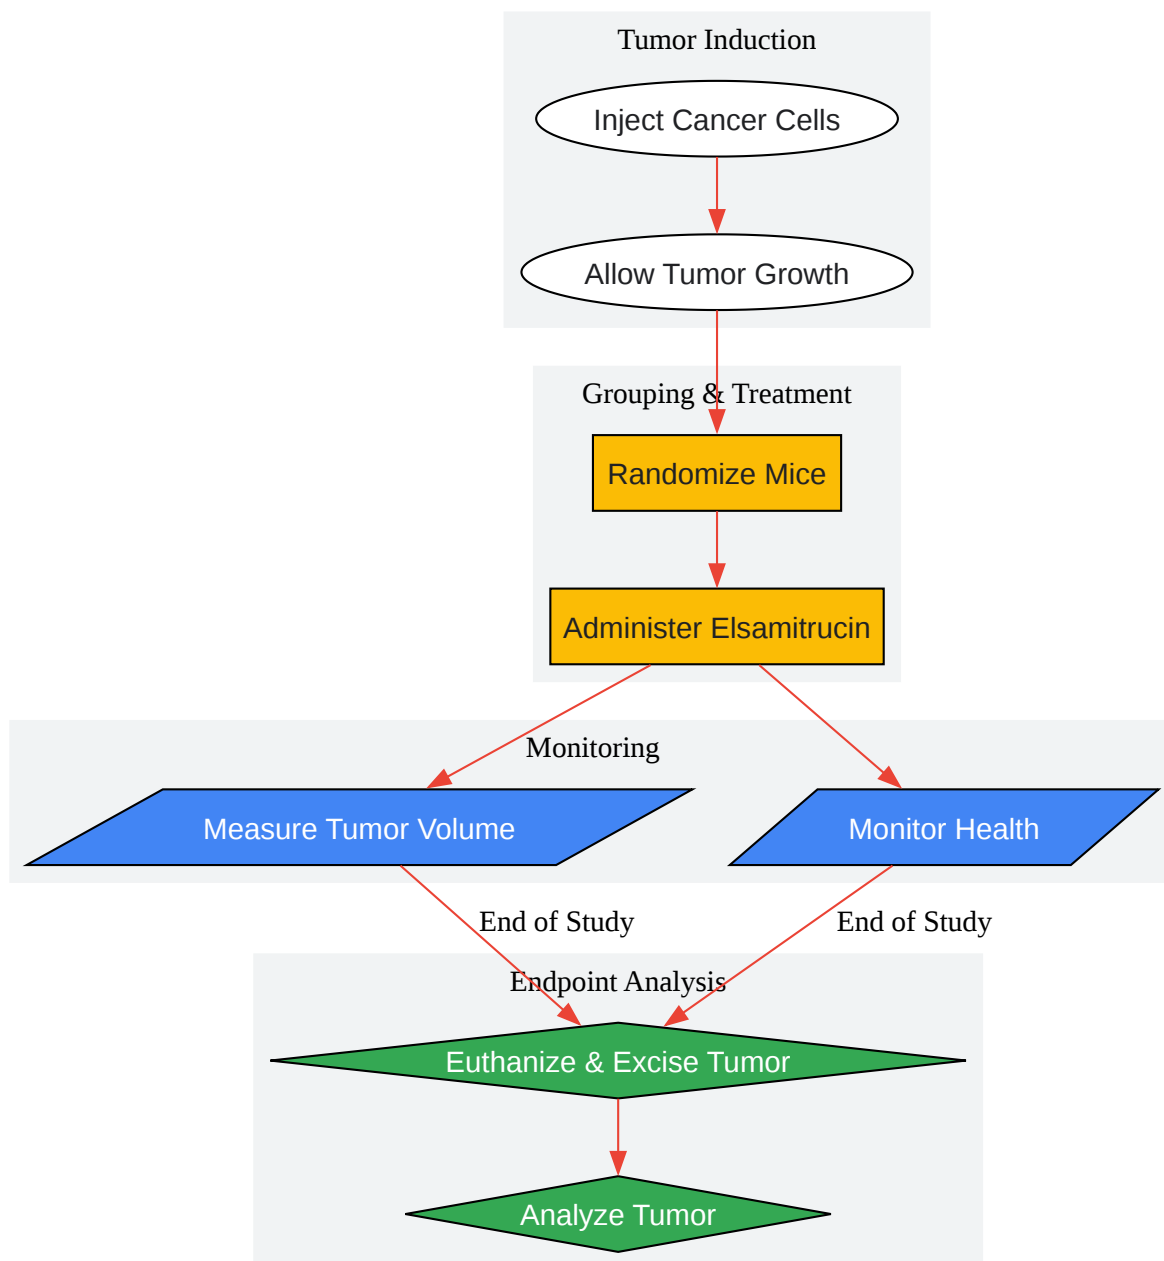 Tumor Induction
Inject Cancer Cells
Allow Tumor Growth
Grouping & Treatment
Randomize Mice
Administer Elsamitrucin
Monitoring
Measure Tumor Volume
Monitor Health
End of Study
End of Study
Endpoint Analysis
Euthanize & Excise Tumor
Analyze Tumor